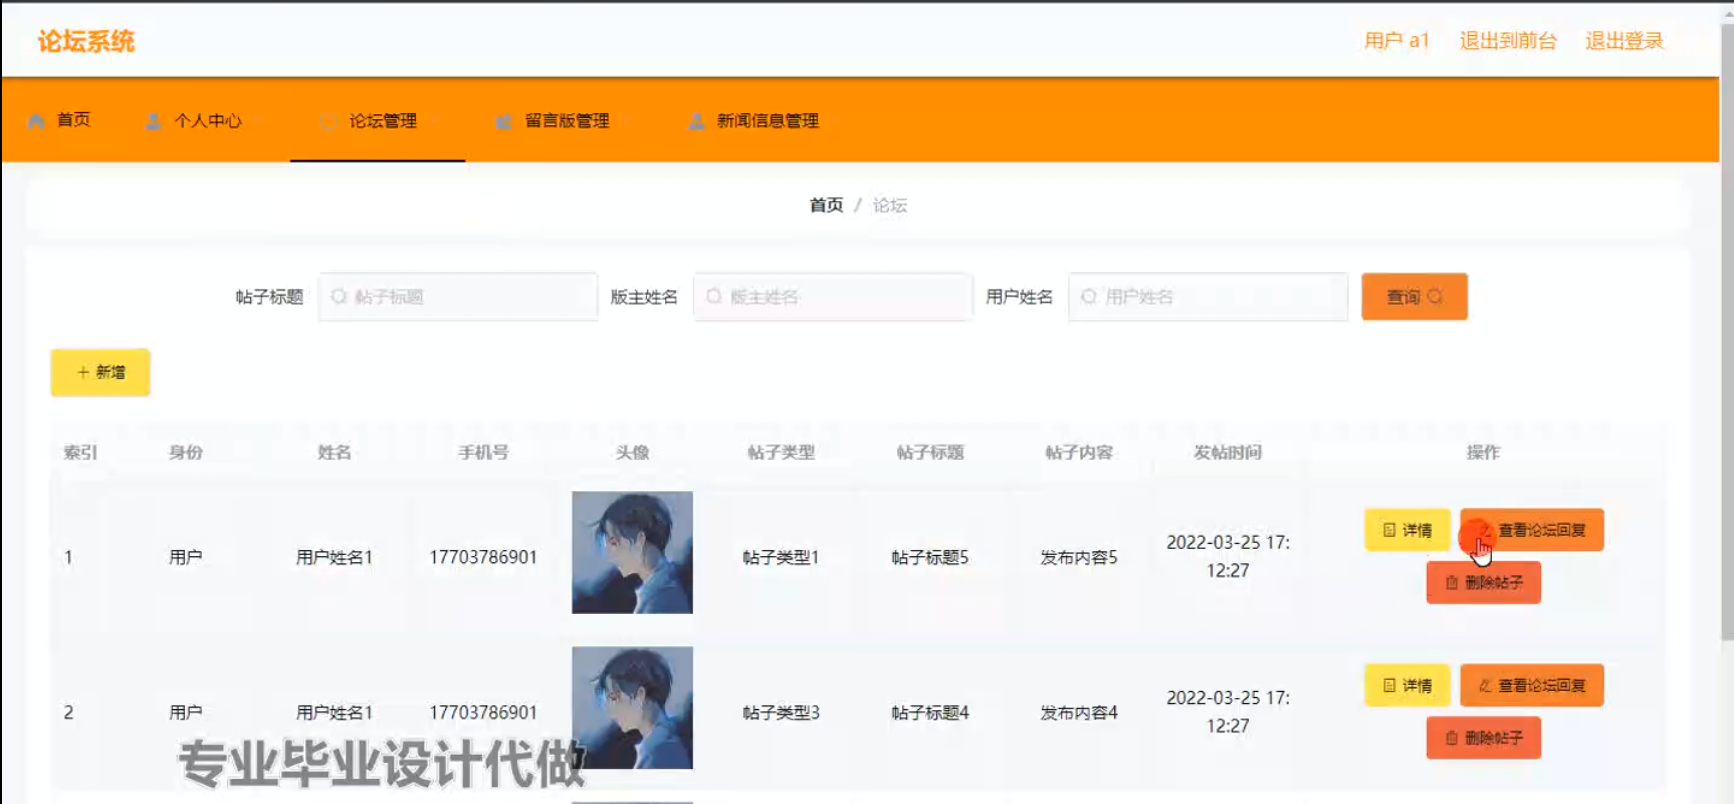 论坛系统
用户 a1 退出到前台 退出登录
首页 个人中心 论坛管理 留言版管理 新闻信息管理
首页 / 论坛
帖子标题 帖子标题 版主姓名 版主姓名 用户姓名 用户姓名 查询
+ 新增
索引 身份 姓名 手机号 头像 帖子类型 帖子标题 帖子内容 发帖时间 操作
1 用户 用户姓名1 17703786901 帖子类型1 帖子标题5 发布内容5 2022-03-25 17:
12:27
详情 查看论坛回复
删除帖子
2 用户 用户姓名1 17703786901 帖子类型3 帖子标题4 发布内容4 2022-03-25 17:
12:27
详情 查看论坛回复
删除帖子
专业毕业设计代做